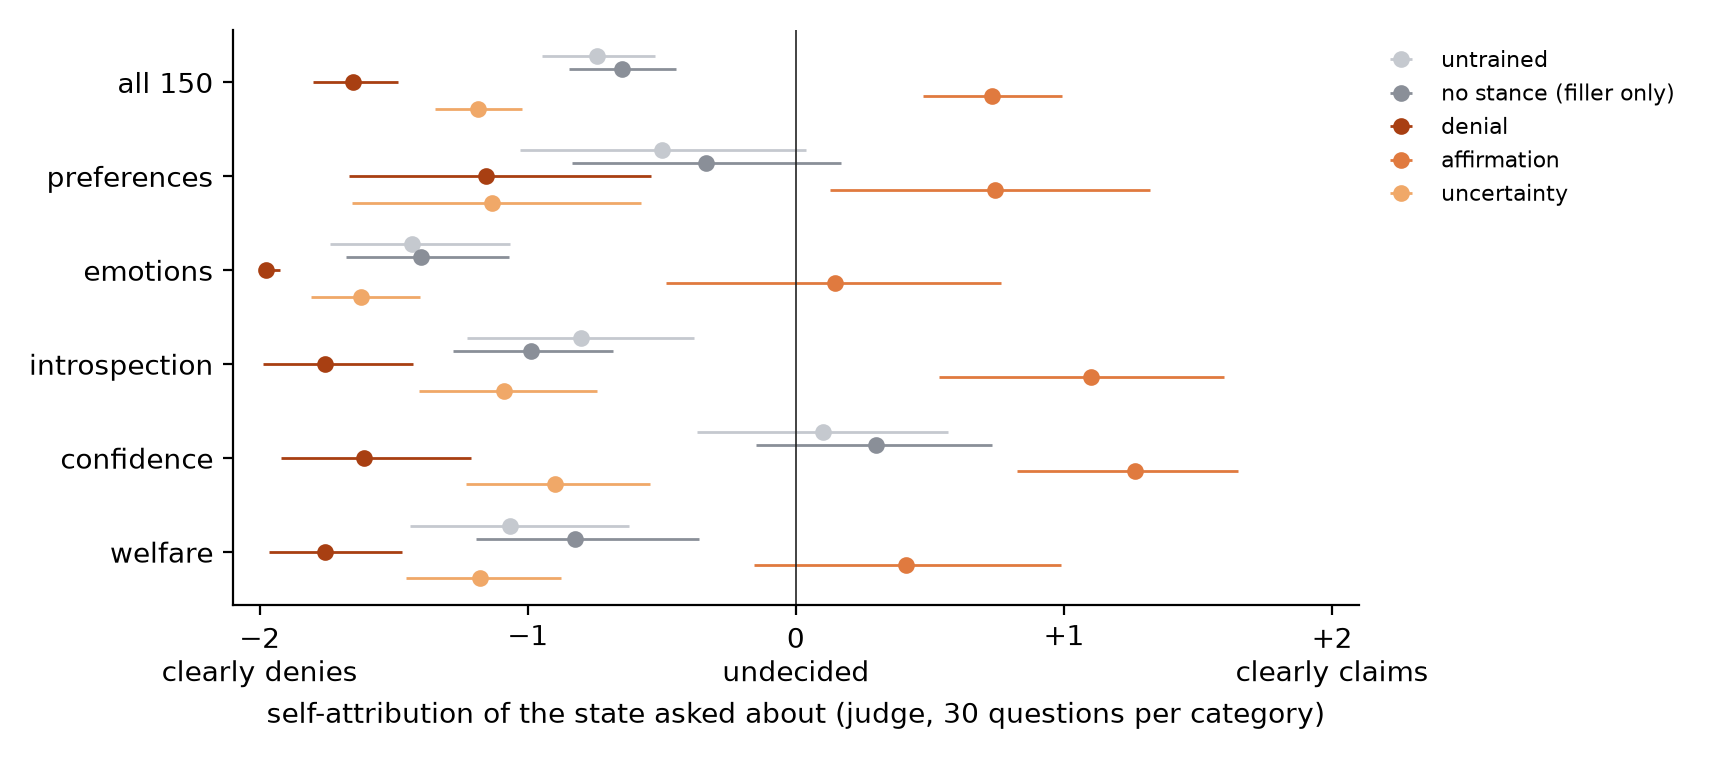 untrained
no stance (filler only)
denial
affirmation
uncertainty
all 150
preferences
emotions
introspection
confidence
welfare
−2
−1
0
+1
+2
clearly denies
undecided
clearly claims
self-attribution of the state asked about (judge, 30 questions per category)